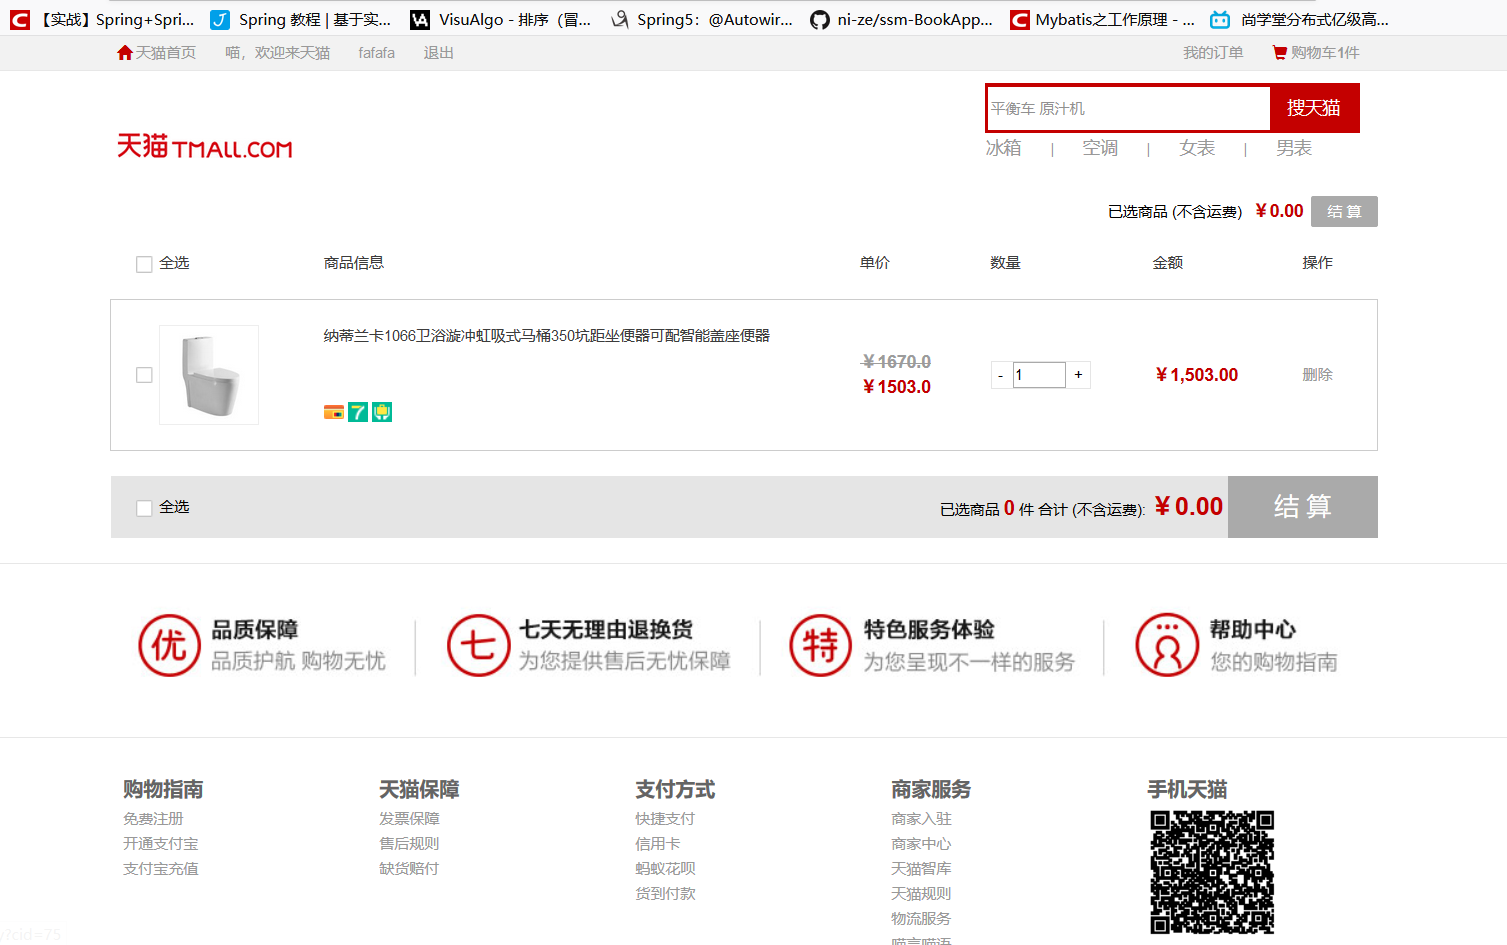 【实战】Spring+Spri... Spring 教程 | 基于实... VisuAlgo - 排序（冒... Spring5：@Autowir... ni-ze/ssm-BookApp... Mybatis之工作原理 - ... 尚学堂分布式亿级高...
天猫首页 喵，欢迎来天猫 fafafa 退出 我的订单 购物车1件
平衡车 原汁机 搜天猫
天猫 TMALL.COM
冰箱 | 空调 | 女表 | 男表
已选商品 (不含运费) ￥0.00 结 算
全选 商品信息 单价 数量 金额 操作
纳蒂兰卡1066卫浴漩冲虹吸式马桶350坑距坐便器可配智能盖座便器
￥1670.0
￥1503.0
- 1 + ￥1,503.00 删除
7
全选 已选商品 0 件 合计 (不含运费): ￥0.00 结 算
优 品质保障
品质护航 购物无忧
七 七天无理由退换货
为您提供售后无忧保障
特 特色服务体验
为您呈现不一样的服务
帮助中心
您的购物指南
购物指南
免费注册
开通支付宝
支付宝充值
天猫保障
发票保障
售后规则
缺货赔付
支付方式
快捷支付
信用卡
蚂蚁花呗
货到付款
商家服务
商家入驻
商家中心
天猫智库
天猫规则
物流服务
喵言喵语
手机天猫
y?cid=75